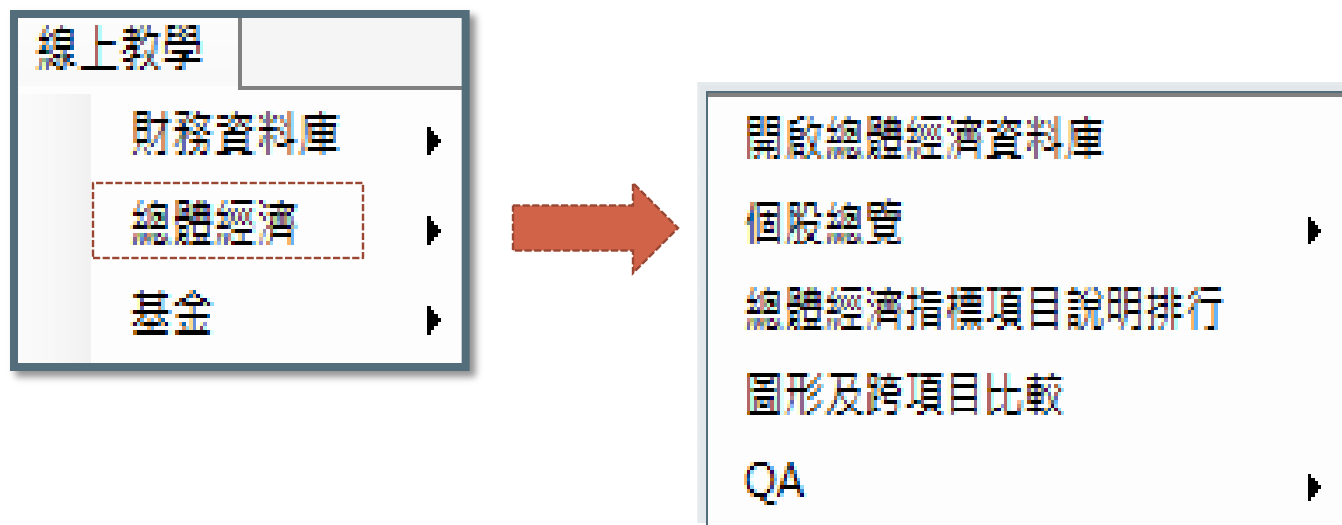 線上教學
財務資料庫
總體經濟
基金
開啟總體經濟資料庫
個股總覽
總體經濟指標項目說明排行
圖形及跨項目比較
QA